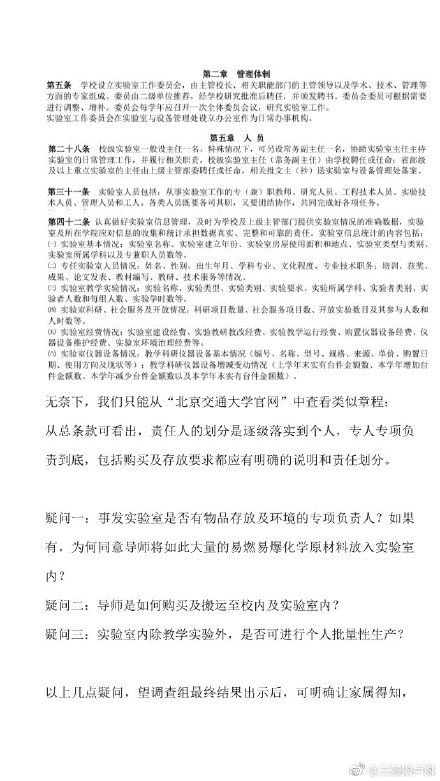 第二章 管理体制
第五条 学校设立实验室工作委员会，由主管校长、相关职能部门的主管领导以及学术、技术、管理等
方面的专家组成。委员由二级单位推荐，经学校研究批准后聘任，并颁发聘书。委员会委员可根据需要
进行调整、增补。委员会每学年应召开一次全体委员会议，研究实验室工作。
实验室工作委员会在实验室与设备管理处设立办公室作为日常办事机构。
第五章 人 员
第二十八条 校级实验室一般设主任一名，特殊情况下，可另设常务副主任一名，协助实验室主任主持
实验室的日常管理工作，并履行相关职责。校级实验室主任（常务副主任）由学校聘任或任命；省部级
及以上重点实验室的主任由上级主管部委聘任或任命，相关批文主（抄）送实验室与设备管理处备案。
第三十一条 实验室人员包括：从事实验室工作的专（兼）职教师、研究人员、工程技术人员、实验技
术人员、管理人员和工人。各类人员既要各司其职，又要团结协作，共同完成好各项任务。
第四十二条 认真做好实验室信息管理，及时为学校及上级主管部门提供实验室情况的准确数据，实验
室及所在学院应对信息的收集和统计承担数据真实、完整和可靠的责任。实验室信息统计的内容包括：
㈠ 实验室基本情况：实验室名称、实验室建立年份、实验室房屋使用面积和地点、实验室类型与类别、
实验室所属学科以及专兼职人员数等。
㈡ 专任实验室人员情况：姓名、性别、出生年月、学科专业、文化程度、专业技术职务；培训、获奖、
成果、论文发表、教材编写、教研、技术服务等情况。
㈢ 实验室教学实验情况：实验名称、实验类型、实验类别、实验要求、实验所属学科、实验者类别、实
验者人数和每组人数、实验学时数等。
㈣ 实验室科研、社会服务及开放情况：科研项目数量、社会服务项目数、开放实验数目及其参与人数和
人时数等。
㈤ 实验室经费情况：实验室建设经费、实验教研教改经费、实验教学运行经费、购置仪器设备经费、仪
器设备维护经费、实验室环境治理经费等。
㈥ 实验室仪器设备情况：教学科研仪器设备基本情况（编号、名称、型号、规格、来源、单价、购置日
期、使用方向及现状等）；教学科研仪器设备增减变动情况（上学年末实有台件金额数、本学年增加台
件金额数、本学年减少台件金额数以及本学年末实有台件金额数）。
无奈下，我们只能从“北京交通大学官网”中查看类似章程：
从总条款可看出，责任人的划分是逐级落实到个人，专人专项负
责到底，包括购买及存放要求都应有明确的说明和责任划分。
疑问一：事发实验室是否有物品存放及环境的专项负责人？如果
有，为何同意导师将如此大量的易燃易爆化学原材料放入实验室
内？
疑问二：导师是如何购买及搬运至校内及实验室内？
疑问三：实验室内除教学实验外，是否可进行个人批量性生产？
以上几点疑问，望调查组最终结果出示后，可明确让家属得知，